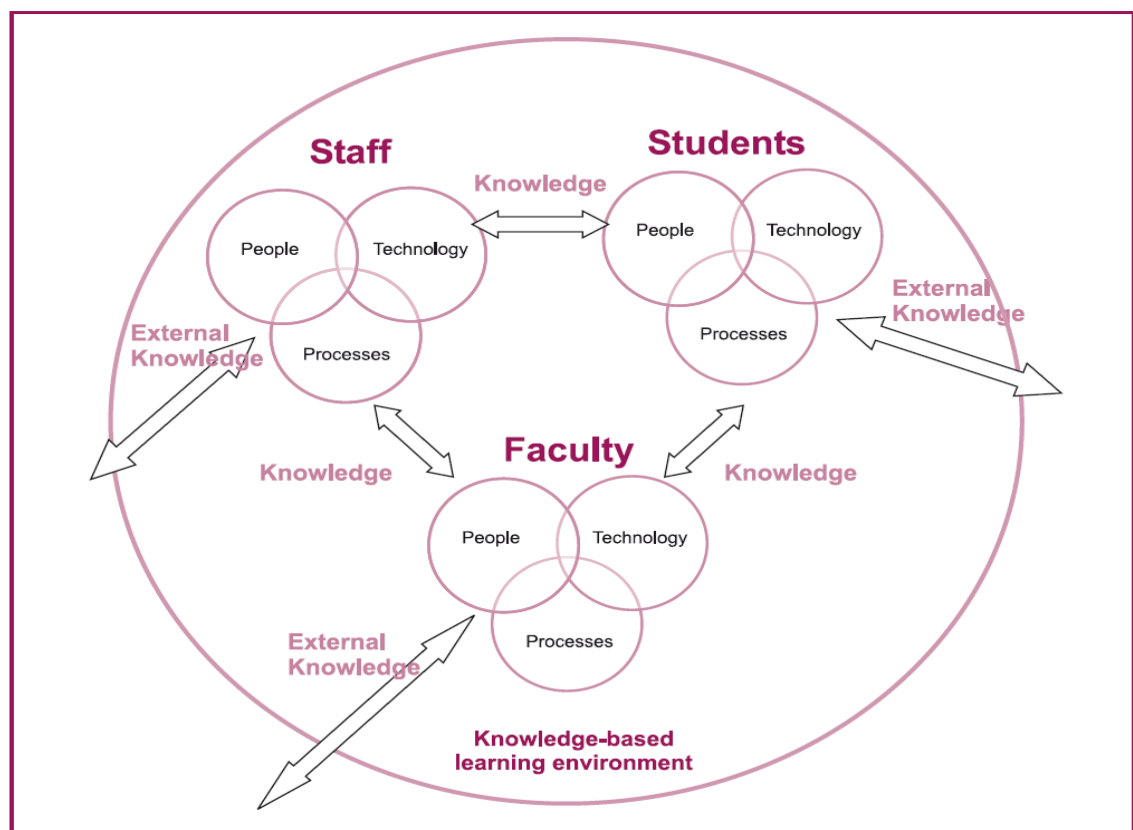 Staff
Students
Knowledge
People
Technology
Processes
People
Technology
Processes
External
Knowledge
External
Knowledge
Faculty
Knowledge
Knowledge
People
Technology
Processes
External
Knowledge
Knowledge-based
learning environment